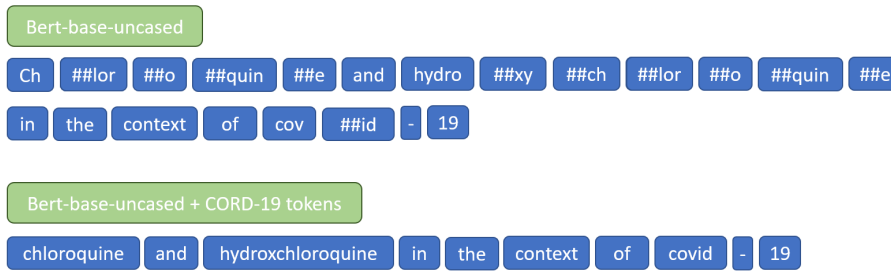 Bert-base-uncased
Ch ##lor ##o ##quin ##e and hydro ##xy ##ch ##lor ##o ##quin ##e
in the context of cov ##id - 19
Bert-base-uncased + CORD-19 tokens
chloroquine and hydroxchloroquine in the context of covid - 19